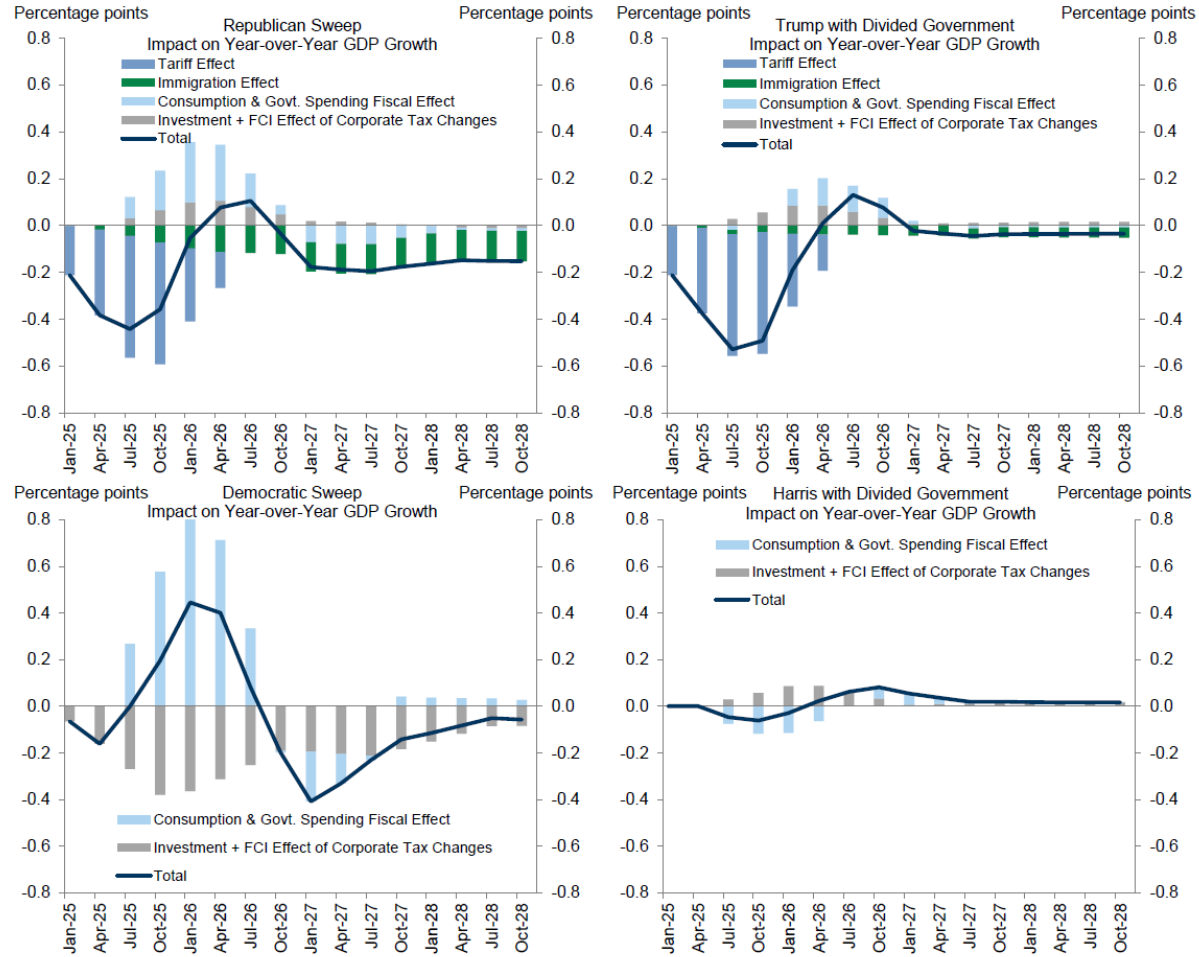 Percentage points
Republican Sweep
Percentage points
Impact on Year-over-Year GDP Growth
Tariff Effect
Immigration Effect
Consumption & Govt. Spending Fiscal Effect
Investment + FCI Effect of Corporate Tax Changes
Total
0.8
0.6
0.4
0.2
0.0
-0.2
-0.4
-0.6
-0.8
0.8
0.6
0.4
0.2
0.0
-0.2
-0.4
-0.6
-0.8
Jan-25
Apr-25
Jul-25
Oct-25
Jan-26
Apr-26
Jul-26
Oct-26
Jan-27
Apr-27
Jul-27
Oct-27
Jan-28
Apr-28
Jul-28
Oct-28
Percentage points
Trump with Divided Government
Percentage points
Impact on Year-over-Year GDP Growth
Tariff Effect
Immigration Effect
Consumption & Govt. Spending Fiscal Effect
Investment + FCI Effect of Corporate Tax Changes
Total
0.8
0.6
0.4
0.2
0.0
-0.2
-0.4
-0.6
-0.8
0.8
0.6
0.4
0.2
0.0
-0.2
-0.4
-0.6
-0.8
Jan-25
Apr-25
Jul-25
Oct-25
Jan-26
Apr-26
Jul-26
Oct-26
Jan-27
Apr-27
Jul-27
Oct-27
Jan-28
Apr-28
Jul-28
Oct-28
Percentage points
Democratic Sweep
Percentage points
Impact on Year-over-Year GDP Growth
0.8
0.6
0.4
0.2
0.0
-0.2
-0.4
-0.6
-0.8
0.8
0.6
0.4
0.2
0.0
-0.2
-0.4
-0.6
-0.8
Consumption & Govt. Spending Fiscal Effect
Investment + FCI Effect of Corporate Tax Changes
Total
Jan-25
Apr-25
Jul-25
Oct-25
Jan-26
Apr-26
Jul-26
Oct-26
Jan-27
Apr-27
Jul-27
Oct-27
Jan-28
Apr-28
Jul-28
Oct-28
Percentage points
Harris with Divided Government
Percentage points
Impact on Year-over-Year GDP Growth
Consumption & Govt. Spending Fiscal Effect
Investment + FCI Effect of Corporate Tax Changes
Total
0.8
0.6
0.4
0.2
0.0
-0.2
-0.4
-0.6
-0.8
0.8
0.6
0.4
0.2
0.0
-0.2
-0.4
-0.6
-0.8
Jan-25
Apr-25
Jul-25
Oct-25
Jan-26
Apr-26
Jul-26
Oct-26
Jan-27
Apr-27
Jul-27
Oct-27
Jan-28
Apr-28
Jul-28
Oct-28